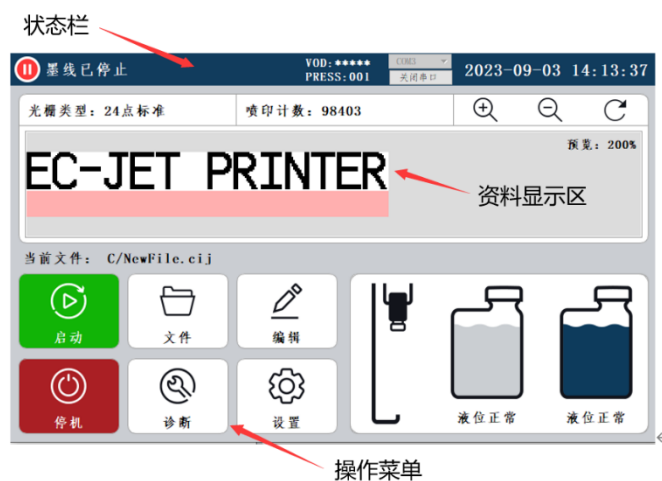 状态栏
墨线已停止
VOD:*****
PRESS:001
COM3
关闭串口
2023-09-03 14:13:37
光栅类型: 24点标准
喷印计数: 98403
预览: 200%
EC-JET PRINTER
资料显示区
当前文件: C/NewFile.cij
启动
文件
编辑
停机
诊断
设置
液位正常
液位正常
操作菜单